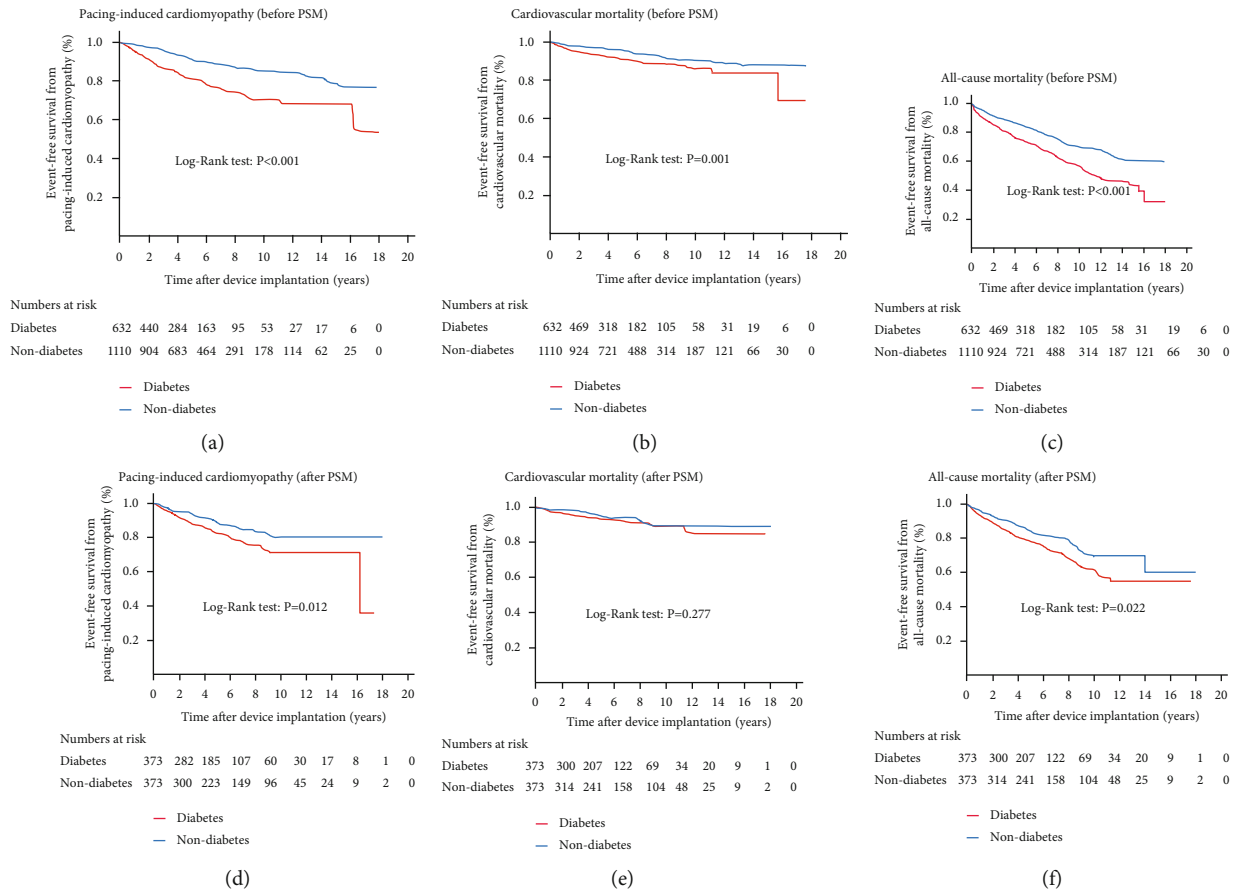 Pacing-induced cardiomyopathy (before PSM)
Event-free survival from
pacing-induced cardiomyopathy (%)
1.0
0.8
0.6
0.4
0.2
Log-Rank test: P<0.001
0 2 4 6 8 10 12 14 16 18 20
Time after device implantation (years)
Numbers at risk
Diabetes 632 440 284 163 95 53 27 17 6 0
Non-diabetes 1110 904 683 464 291 178 114 62 25 0
Diabetes
Non-diabetes
(a)
Cardiovascular mortality (before PSM)
Event-free survival from
cardiovascular mortality (%)
1.0
0.8
0.6
0.4
0.2
Log-Rank test: P=0.001
0 2 4 6 8 10 12 14 16 18 20
Time after device implantation (years)
Numbers at risk
Diabetes 632 469 318 182 105 58 31 19 6 0
Non-diabetes 1110 924 721 488 314 187 121 66 30 0
Diabetes
Non-diabetes
(b)
All-cause mortality (before PSM)
Event-free survival from
all-cause mortality (%)
1.0
0.8
0.6
0.4
0.2
Log-Rank test: P<0.001
0 2 4 6 8 10 12 14 16 18 20
Time after device implantation (years)
Numbers at risk
Diabetes 632 469 318 182 105 58 31 19 6 0
Non-diabetes 1110 924 721 488 314 187 121 66 30 0
Diabetes
Non-diabetes
(c)
Pacing-induced cardiomyopathy (after PSM)
Event-free survival from
pacing-induced cardiomyopathy (%)
1.0
0.8
0.6
0.4
0.2
Log-Rank test: P=0.012
0 2 4 6 8 10 12 14 16 18 20
Time after device implantation (years)
Numbers at risk
Diabetes 373 282 185 107 60 30 17 8 1 0
Non-diabetes 373 300 223 149 96 45 24 9 2 0
Diabetes
Non-diabetes
(d)
Cardiovascular mortality (after PSM)
Event-free survival from
cardiovascular mortality (%)
1.0
0.8
0.6
0.4
0.2
Log-Rank test: P=0.277
0 2 4 6 8 10 12 14 16 18 20
Time after device implantation (years)
Numbers at risk
Diabetes 373 300 207 122 69 34 20 9 1 0
Non-diabetes 373 314 241 158 104 48 25 9 2 0
Diabetes
Non-diabetes
(e)
All-cause mortality (after PSM)
Event-free survival from
all-cause mortality (%)
1.0
0.8
0.6
0.4
0.2
Log-Rank test: P=0.022
0 2 4 6 8 10 12 14 16 18 20
Time after device implantation (years)
Numbers at risk
Diabetes 373 300 207 122 69 34 20 9 1 0
Non-diabetes 373 314 241 158 104 48 25 9 2 0
Diabetes
Non-diabetes
(f)